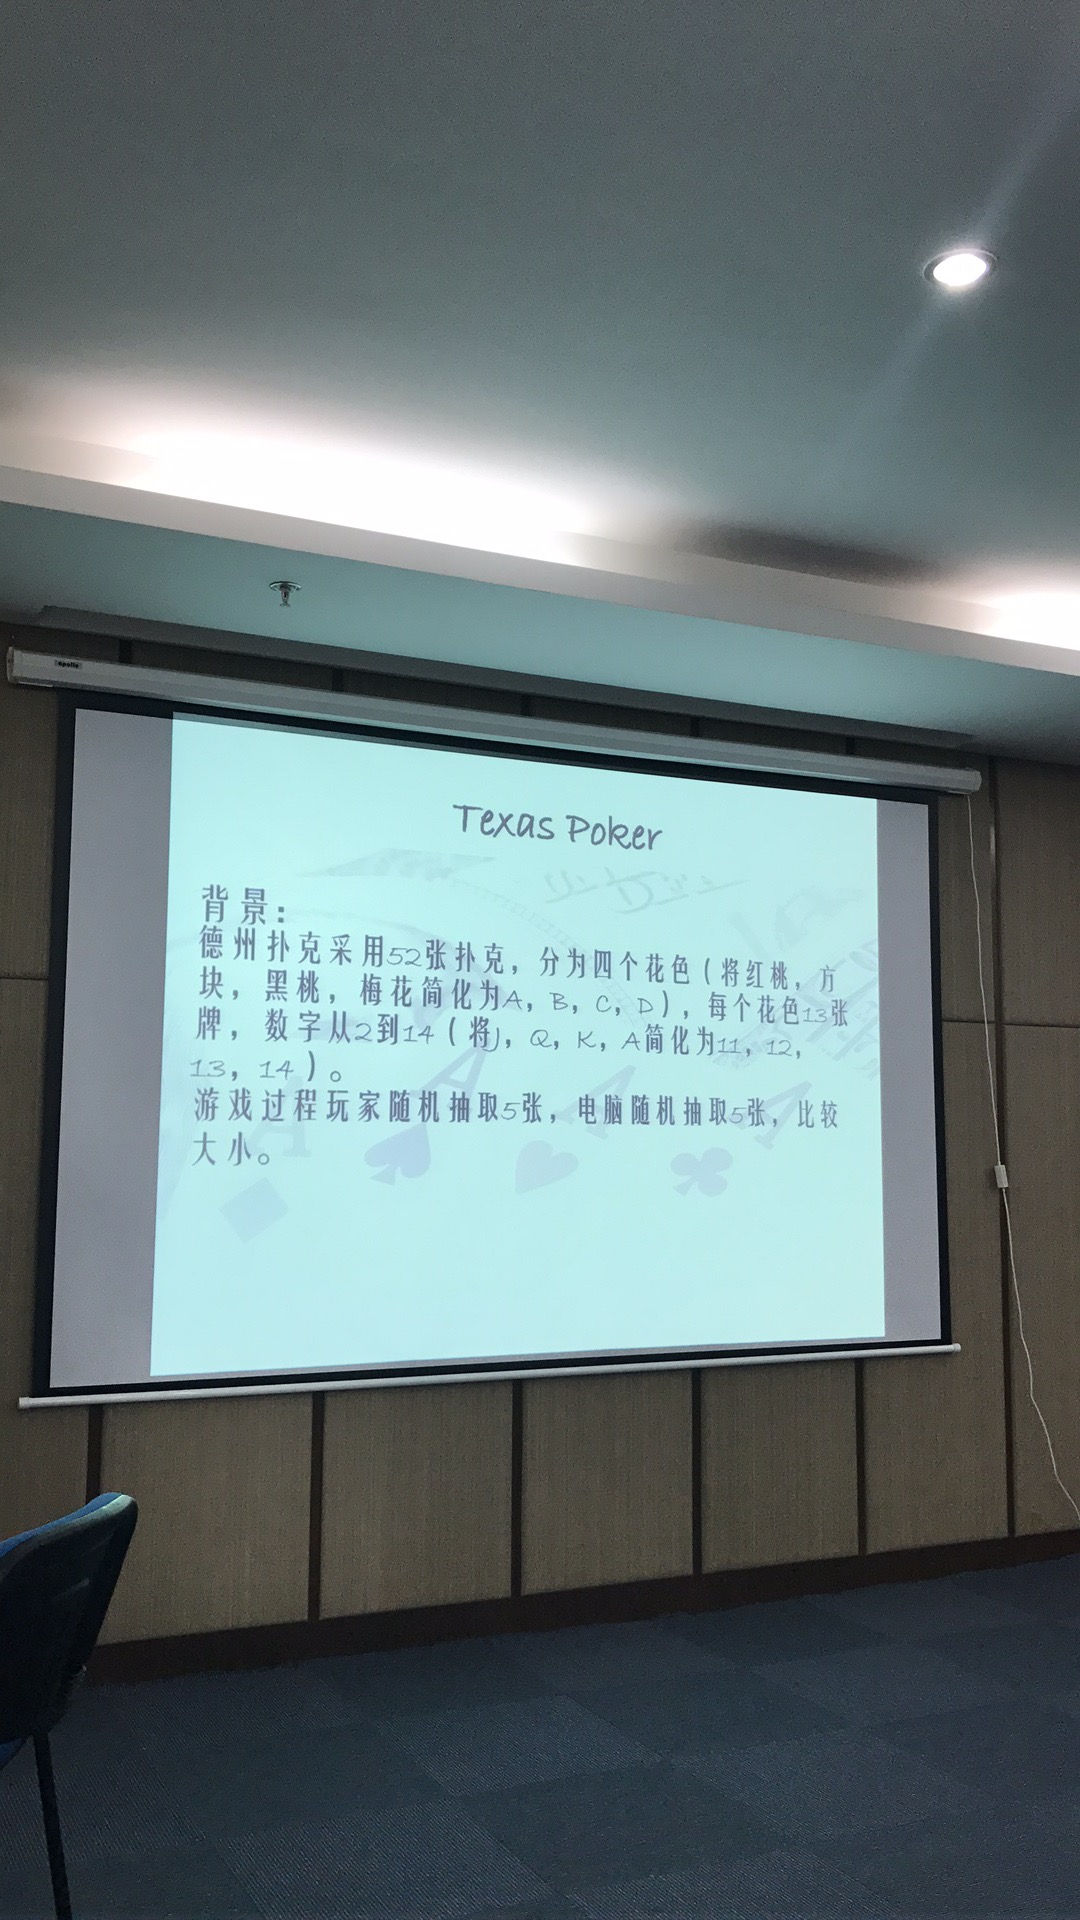 apollo
Texas Poker
背景：
德州扑克采用52张扑克，分为四个花色（将红桃，方
块，黑桃，梅花简化为A，B，C，D），每个花色13张
牌，数字从2到14（将J，Q，K，A简化为11，12，
13，14）。
游戏过程玩家随机抽取5张，电脑随机抽取5张，比较
大小。
A
A
A
A